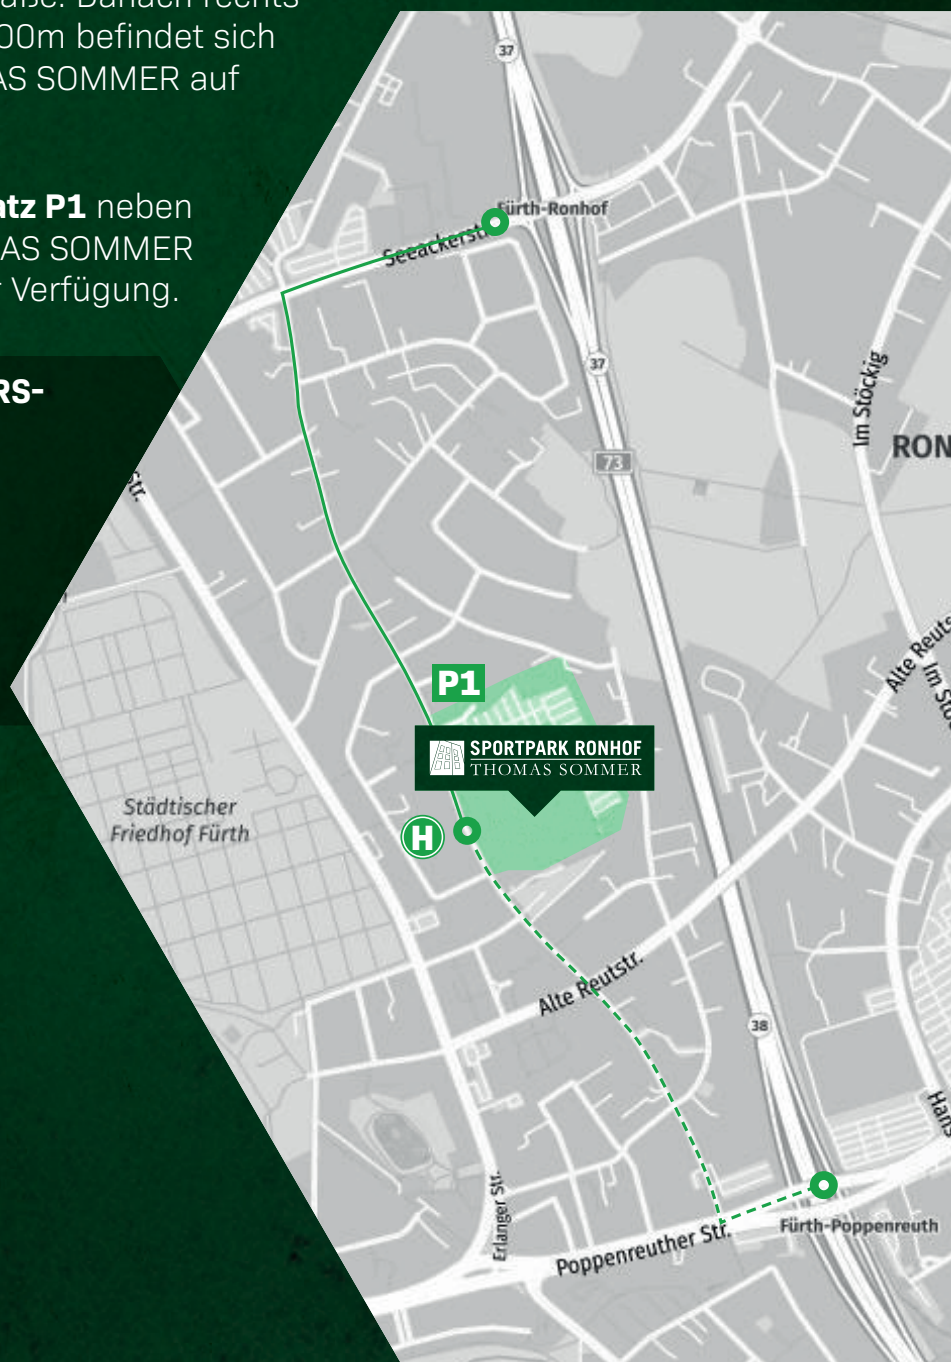 00m befindet sich
AS SOMMER auf
atz P1 neben
AS SOMMER
Verfügung.
RS-
37
Fürth-Ronhof
Seeackerstr.
37
Im Stöckig
RON
73
Str.
Alte Reuts
Im Stö
P1
SPORTPARK RONHOF
THOMAS SOMMER
Städtischer
Friedhof Fürth
H
Alte Reutstr.
38
Hans
Erlanger Str.
Fürth-Poppenreuth
Poppenreuther Str.